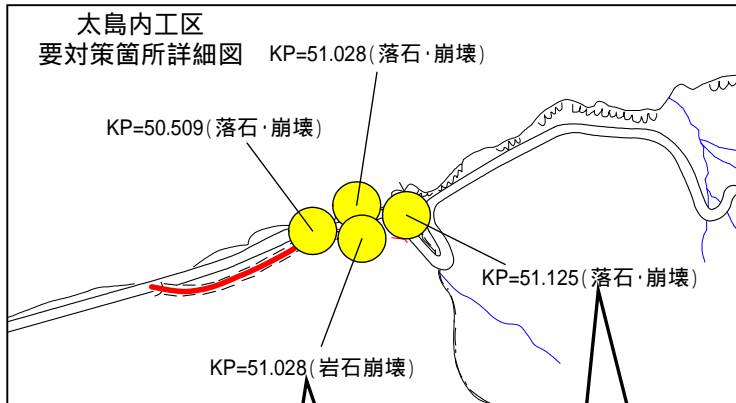 太島内工区
要対策箇所詳細図
KP=51.028(落石·崩壊)
KP=50.509(落石·崩壊)
KP=51.125(落石·崩壊)
KP=51.028(岩石崩壊)